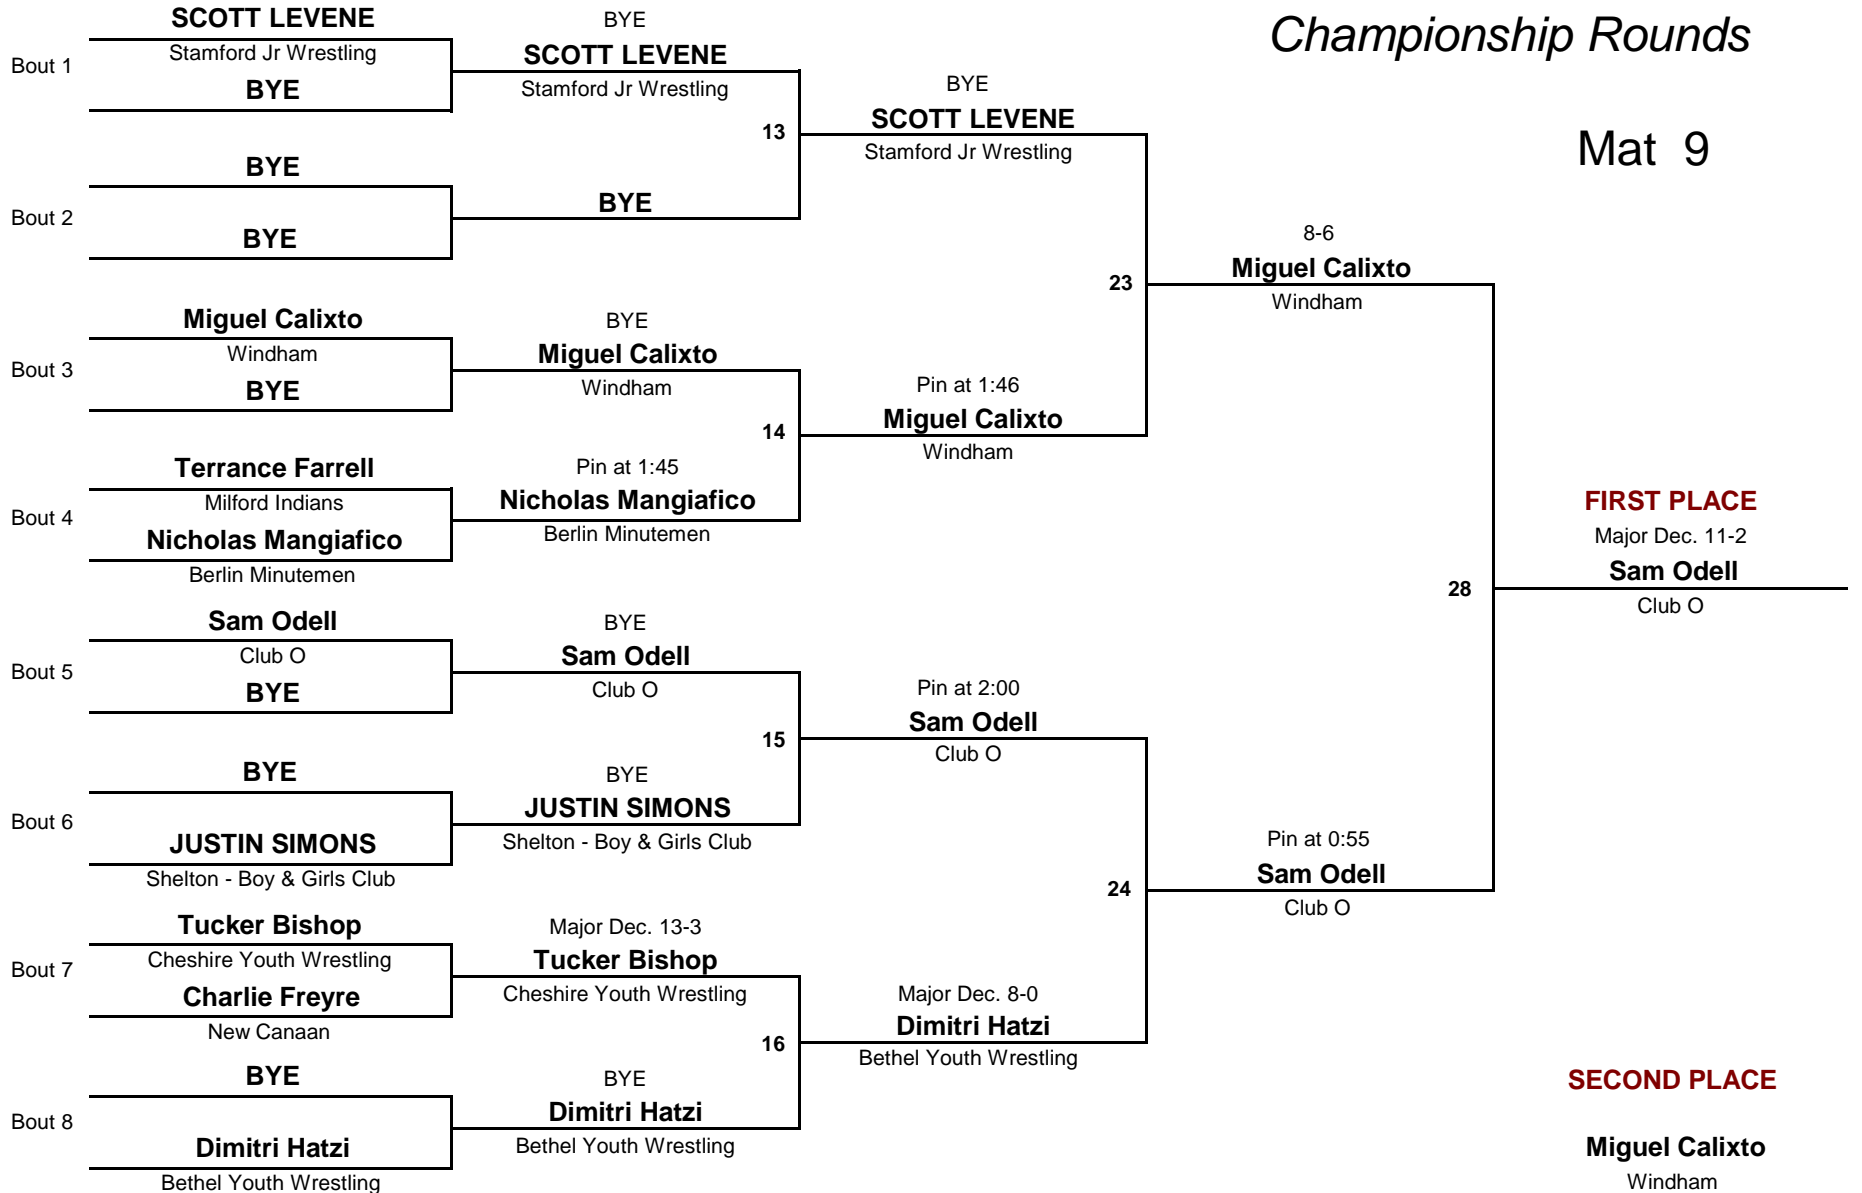 Championship Rounds
Mat 9
SCOTT LEVENE
Bout 1
Stamford Jr Wrestling
BYE
BYE
Bout 2
BYE
Miguel Calixto
Bout 3
Windham
BYE
Terrance Farrell
Bout 4
Milford Indians
Nicholas Mangiafico
Berlin Minutemen
Sam Odell
Bout 5
Club O
BYE
BYE
Bout 6
JUSTIN SIMONS
Shelton - Boy & Girls Club
Tucker Bishop
Bout 7
Cheshire Youth Wrestling
Charlie Freyre
New Canaan
BYE
Bout 8
Dimitri Hatzi
Bethel Youth Wrestling
BYE
SCOTT LEVENE
Stamford Jr Wrestling
13
BYE
BYE
Miguel Calixto
Windham
14
Pin at 1:45
Nicholas Mangiafico
Berlin Minutemen
BYE
Sam Odell
Club O
15
BYE
JUSTIN SIMONS
Shelton - Boy & Girls Club
Major Dec. 13-3
Tucker Bishop
Cheshire Youth Wrestling
16
BYE
Dimitri Hatzi
Bethel Youth Wrestling
BYE
SCOTT LEVENE
Stamford Jr Wrestling
23
Pin at 1:46
Miguel Calixto
Windham
Pin at 2:00
Sam Odell
Club O
24
Major Dec. 8-0
Dimitri Hatzi
Bethel Youth Wrestling
8-6
Miguel Calixto
Windham
28
Pin at 0:55
Sam Odell
Club O
FIRST PLACE
Major Dec. 11-2
Sam Odell
Club O
SECOND PLACE
Miguel Calixto
Windham